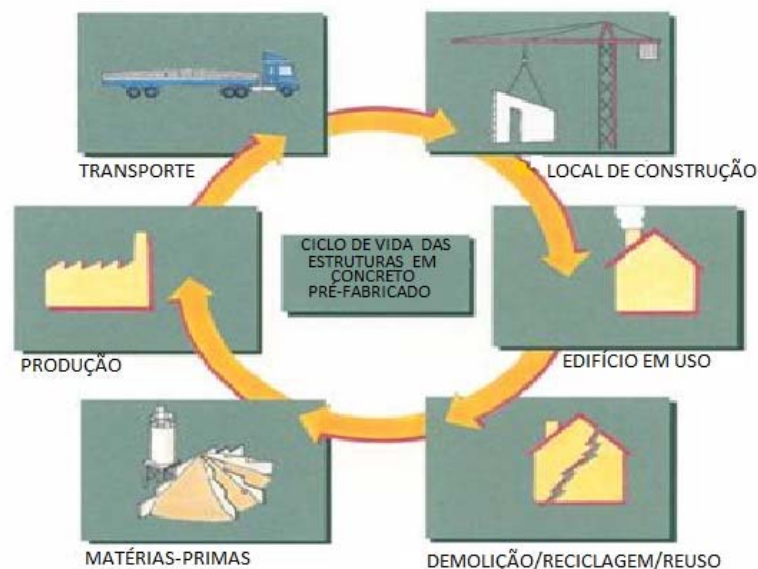 TRANSPORTE
LOCAL DE CONSTRUÇÃO
CICLO DE VIDA DAS
ESTRUTURAS EM
CONCRETO
PRÉ-FABRICADO
PRODUÇÃO
EDIFÍCIO EM USO
MATÉRIAS-PRIMAS
DEMOLIÇÃO/RECICLAGEM/REUSO